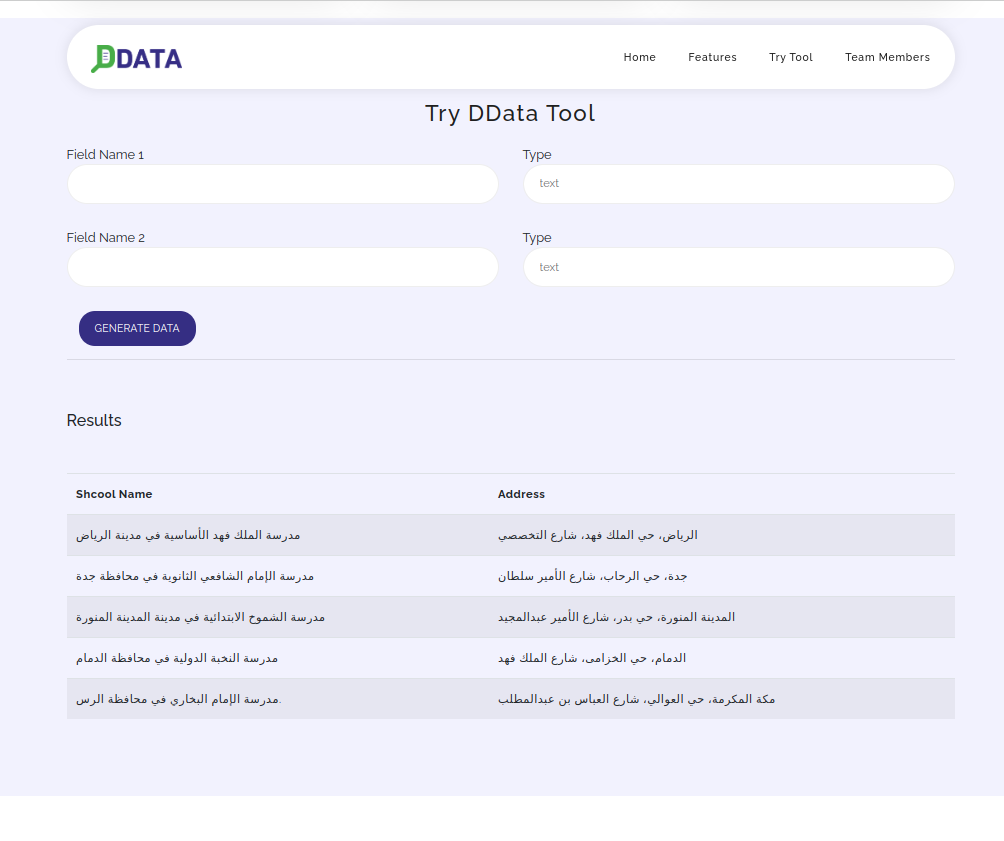 DDATA
Home Features Try Tool Team Members
Try DData Tool
Field Name 1 Type
text
Field Name 2 Type
text
GENERATE DATA
Results
Shcool Name Address
مدرسة الملك فهد الأساسية في مدينة الرياض الرياض، حي الملك فهد، شارع التخصصي
مدرسة الإمام الشافعي الثانوية في محافظة جدة جدة، حي الرحاب، شارع الأمير سلطان
مدرسة الشموخ الابتدائية في مدينة المدينة المنورة المدينة المنورة، حي بدر، شارع الأمير عبدالمجيد
مدرسة النخبة الدولية في محافظة الدمام الدمام، حي الخزامى، شارع الملك فهد
مدرسة الإمام البخاري في محافظة الرس. مكة المكرمة، حي العوالي، شارع العباس بن عبدالمطلب